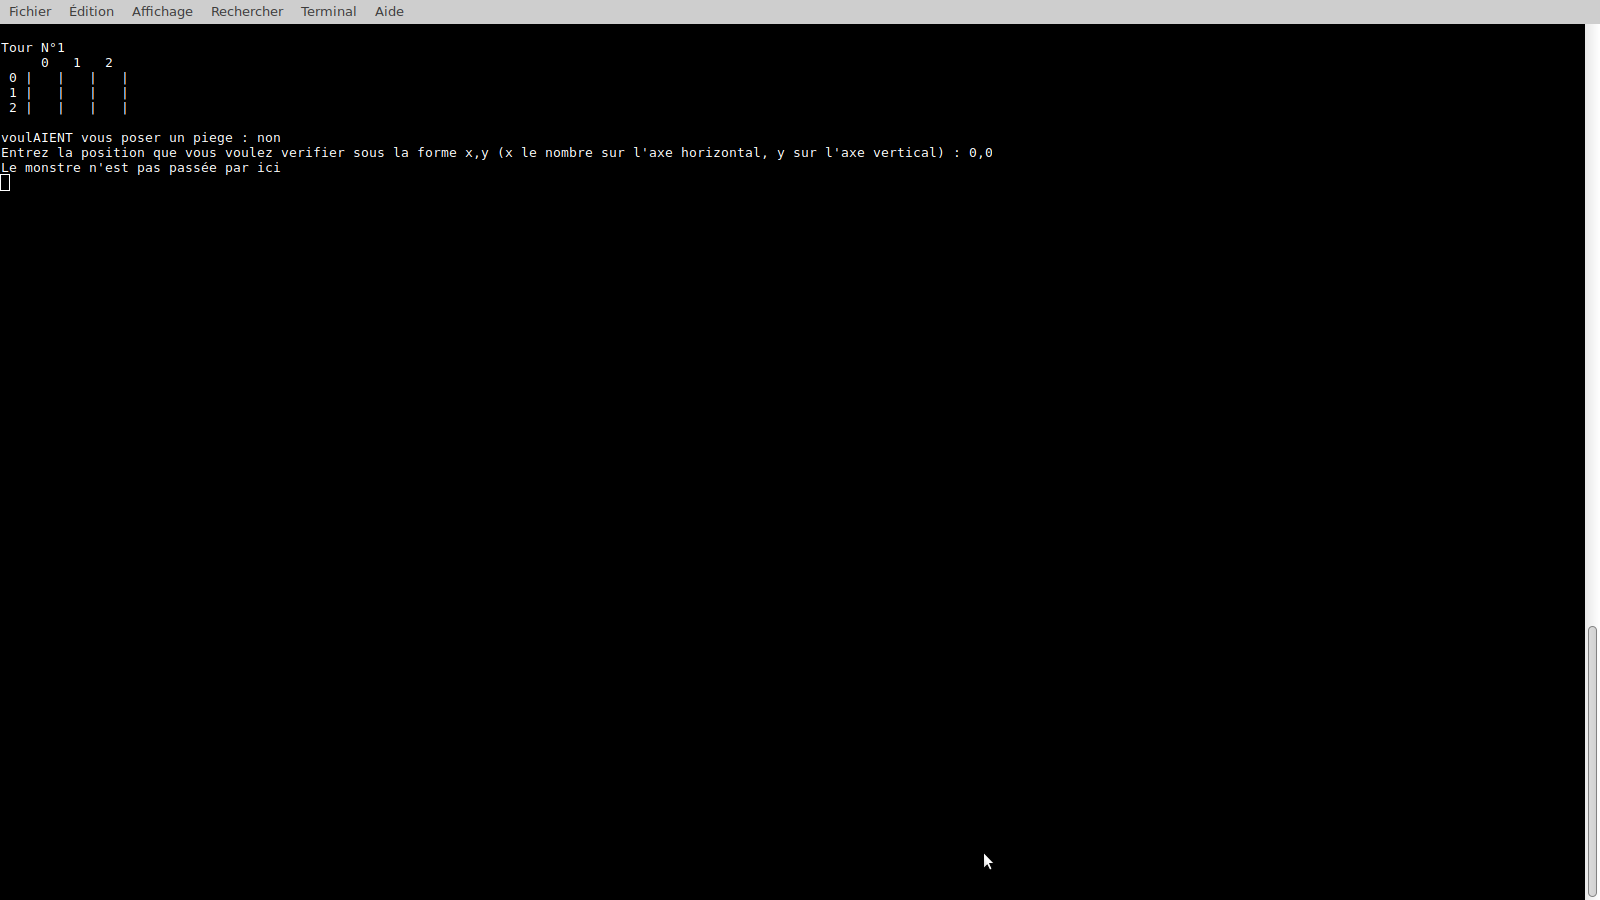 Fichier Édition Affichage Rechercher Terminal Aide
Tour N°1
0 1 2
0 | | | |
1 | | | |
2 | | | |
voulAIENT vous poser un piege : non
Entrez la position que vous voulez verifier sous la forme x,y (x le nombre sur l'axe horizontal, y sur l'axe vertical) : 0,0
Le monstre n'est pas passée par ici